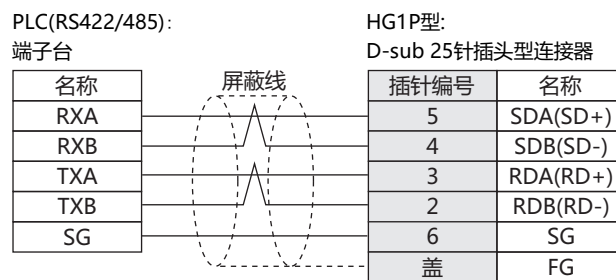 PLC(RS422/485):
端子台
HG1P型:
D-sub 25针插头型连接器
名称
屏蔽线
插针编号 名称
RXA 5 SDA(SD+)
RXB 4 SDB(SD-)
TXA 3 RDA(RD+)
TXB 2 RDB(RD-)
SG 6 SG
盖 FG